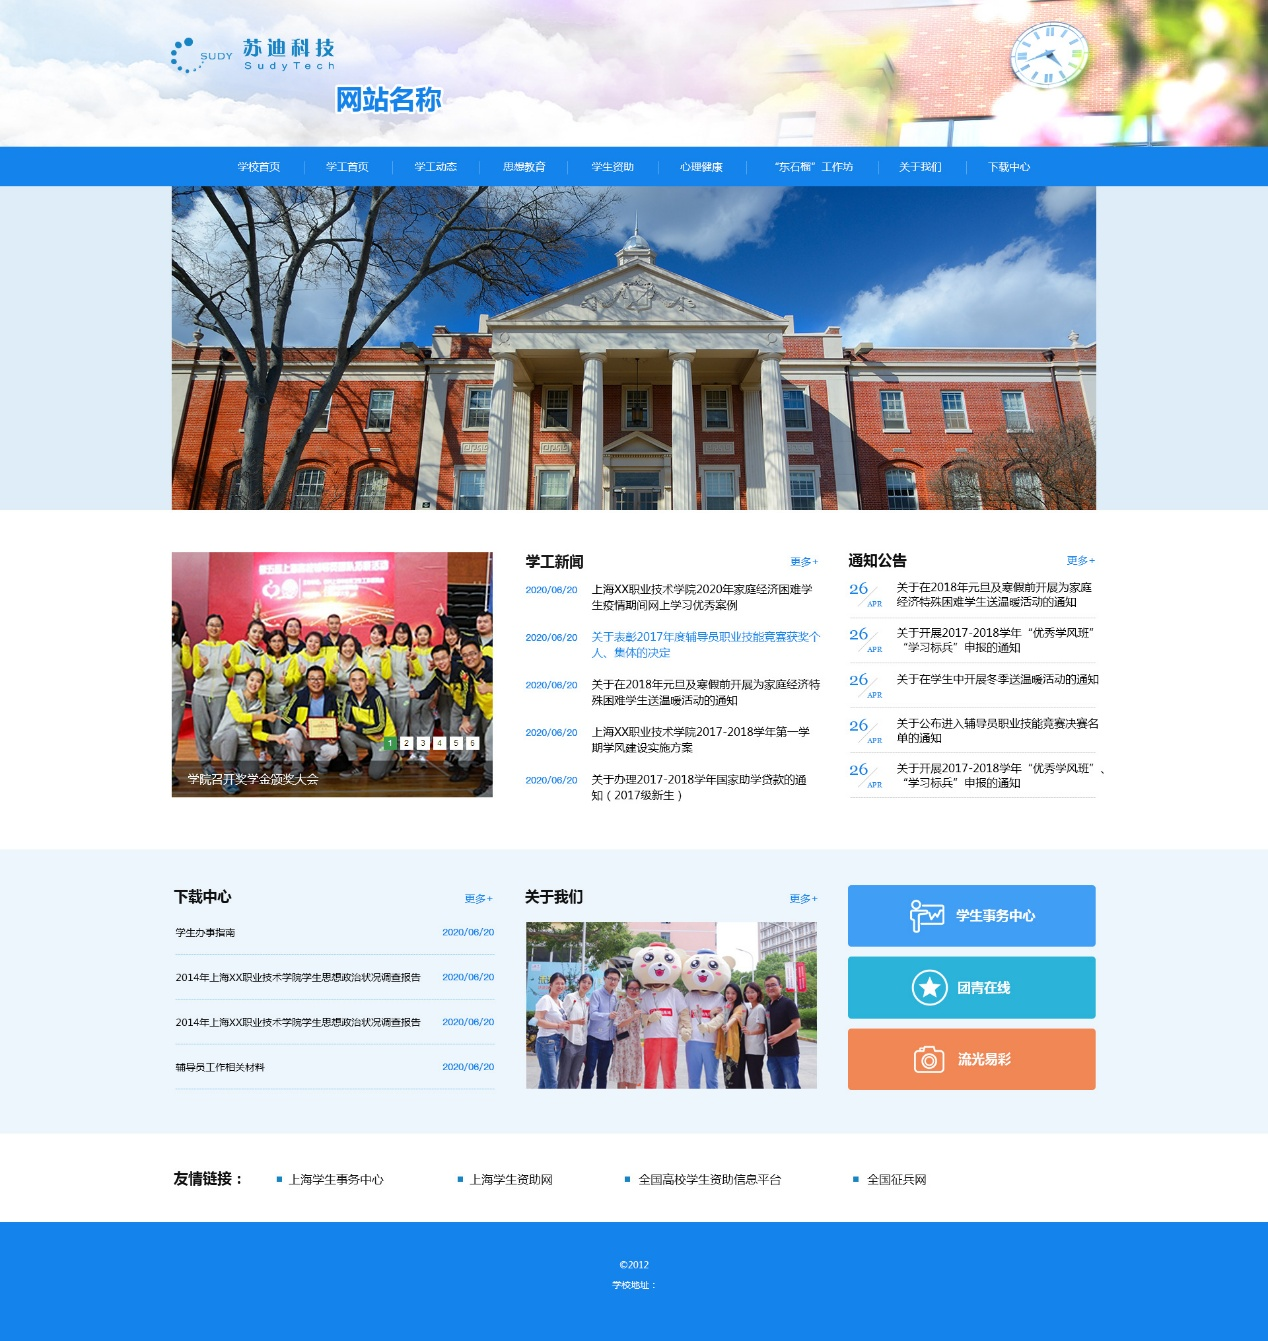 SUDY 苏迪科技
SudyTech
网站名称
学校首页 学工首页 学工动态 思想教育 学生资助 心理健康 “东石榴”工作坊 关于我们 下载中心
1 2 3 4 5 6
学院召开奖学金颁奖大会
学工新闻 更多+
2020/06/20 上海XX职业技术学院2020年家庭经济困难学
生疫情期间网上学习优秀案例
2020/06/20 关于表彰2017年度辅导员职业技能竞赛获奖个
人、集体的决定
2020/06/20 关于在2018年元旦及寒假前开展为家庭经济特
殊困难学生送温暖活动的通知
2020/06/20 上海XX职业技术学院2017-2018学年第一学
期学风建设实施方案
2020/06/20 关于办理2017-2018学年国家助学贷款的通
知（2017级新生）
通知公告 更多+
26 APR 关于在2018年元旦及寒假前开展为家庭
经济特殊困难学生送温暖活动的通知
26 APR 关于开展2017-2018学年“优秀学风班”
“学习标兵”申报的通知
26 APR 关于在学生中开展冬季送温暖活动的通知
26 APR 关于公布进入辅导员职业技能竞赛决赛名
单的通知
26 APR 关于开展2017-2018学年“优秀学风班”、
“学习标兵”申报的通知
下载中心 更多+
学生办事指南 2020/06/20
2014年上海XX职业技术学院学生思想政治状况调查报告 2020/06/20
2014年上海XX职业技术学院学生思想政治状况调查报告 2020/06/20
辅导员工作相关材料 2020/06/20
关于我们 更多+
学生事务中心
团青在线
流光易彩
友情链接： 上海学生事务中心 上海学生资助网 全国高校学生资助信息平台 全国征兵网
©2012
学校地址：